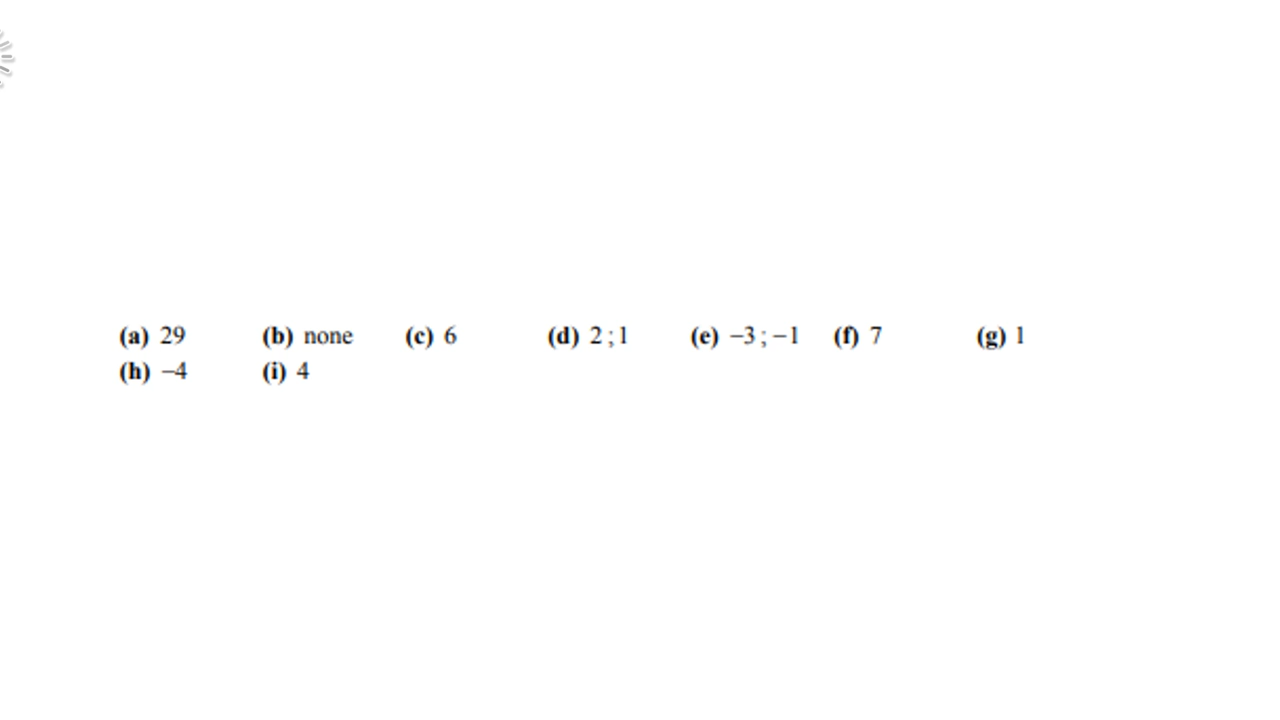 (a) 29 (b) none (c) 6 (d) 2 ; 1 (e) –3 ; –1 (f) 7 (g) 1
(h) –4 (i) 4